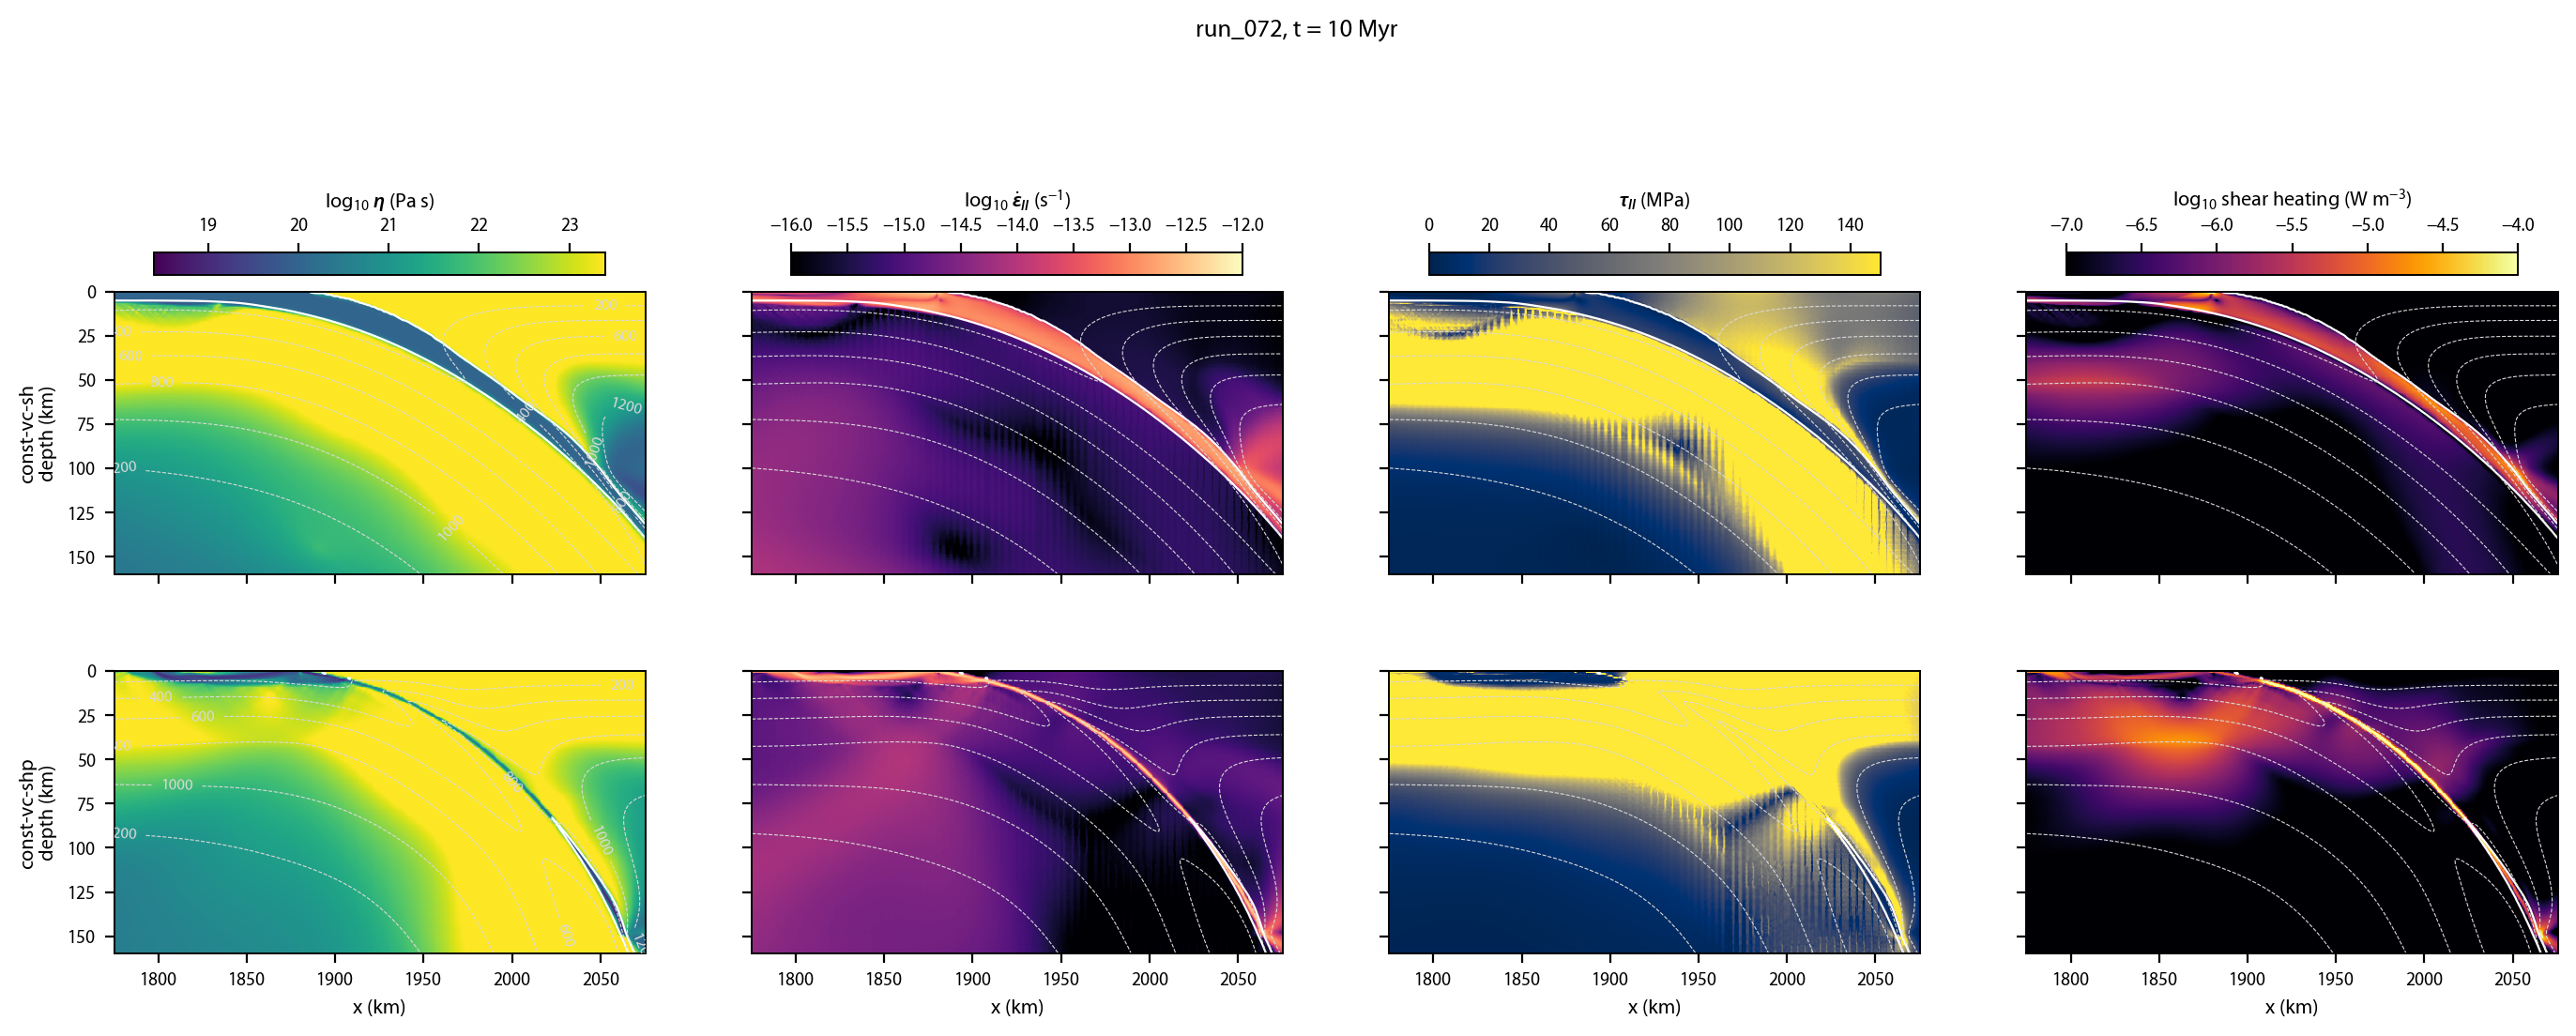 run_072, t = 10 Myr
log₁₀ η (Pa s)
19 20 21 22 23
log₁₀ ε̇_II (s⁻¹)
−16.0 −15.5 −15.0 −14.5 −14.0 −13.5 −13.0 −12.5 −12.0
τ_II (MPa)
0 20 40 60 80 100 120 140
log₁₀ shear heating (W m⁻³)
−7.0 −6.5 −6.0 −5.5 −5.0 −4.5 −4.0
const-vc-sh
depth (km)
0
25
50
75
100
125
150
200
600
600
800
1200
1000
200
1000
const-vc-shp
depth (km)
0
25
50
75
100
125
150
200
400
600
1000
200
1000
600
1800 1850 1900 1950 2000 2050
x (km)
1800 1850 1900 1950 2000 2050
x (km)
1800 1850 1900 1950 2000 2050
x (km)
1800 1850 1900 1950 2000 2050
x (km)